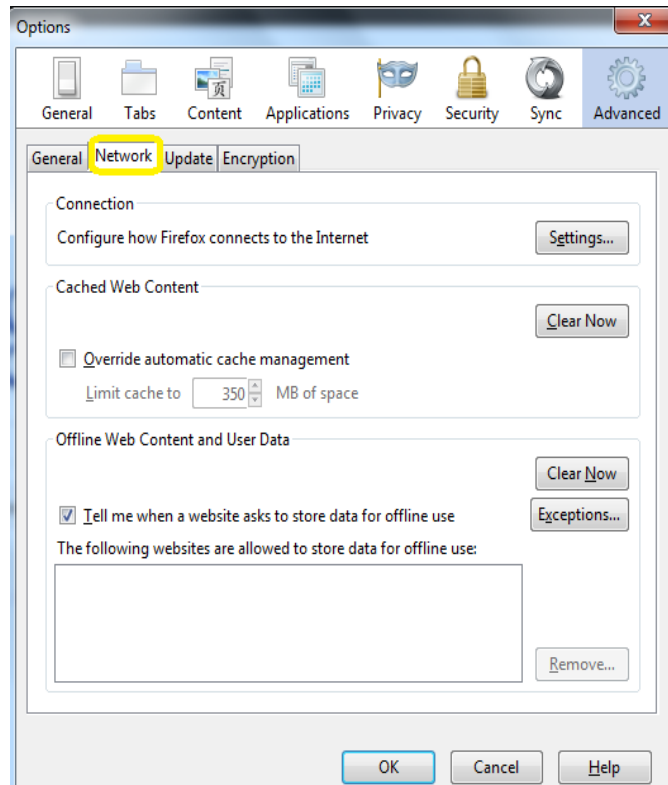 Options
General Tabs Content Applications Privacy Security Sync Advanced
General Network Update Encryption
Connection
Configure how Firefox connects to the Internet Settings...
Cached Web Content
Clear Now
Override automatic cache management
Limit cache to 350 MB of space
Offline Web Content and User Data
Clear Now
Tell me when a website asks to store data for offline use Exceptions...
The following websites are allowed to store data for offline use:
Remove...
OK Cancel Help